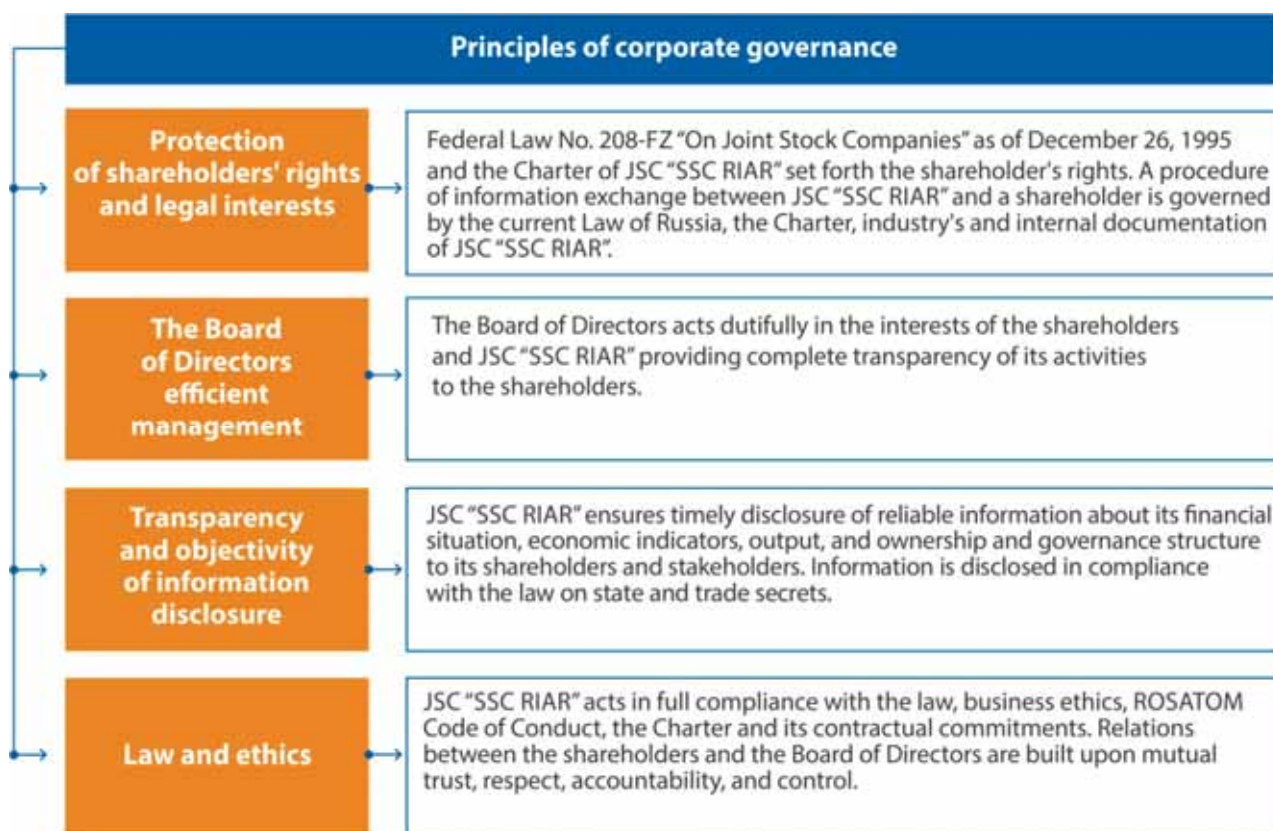 Principles of corporate governance
Protection
of shareholders' rights
and legal interests
Federal Law No. 208-FZ “On Joint Stock Companies” as of December 26, 1995
and the Charter of JSC “SSC RIAR” set forth the shareholder's rights. A procedure
of information exchange between JSC “SSC RIAR” and a shareholder is governed
by the current Law of Russia, the Charter, industry's and internal documentation
of JSC “SSC RIAR”.
The Board
of Directors
efficient
management
The Board of Directors acts dutifully in the interests of the shareholders
and JSC “SSC RIAR” providing complete transparency of its activities
to the shareholders.
Transparency
and objectivity
of information
disclosure
JSC “SSC RIAR” ensures timely disclosure of reliable information about its financial
situation, economic indicators, output, and ownership and governance structure
to its shareholders and stakeholders. Information is disclosed in compliance
with the law on state and trade secrets.
Law and ethics
JSC “SSC RIAR” acts in full compliance with the law, business ethics, ROSATOM
Code of Conduct, the Charter and its contractual commitments. Relations
between the shareholders and the Board of Directors are built upon mutual
trust, respect, accountability, and control.